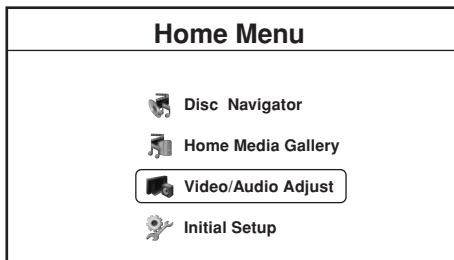 Home Menu
Disc Navigator
Home Media Gallery
Video/Audio Adjust
Initial Setup